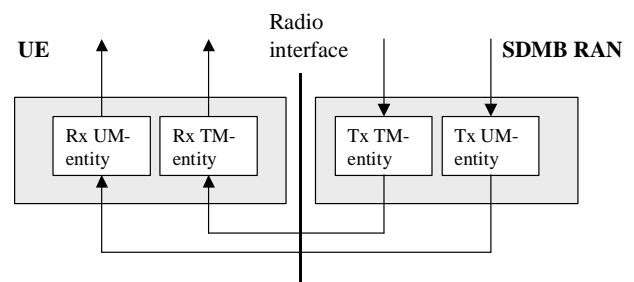 Radio
interface
UE
SDMB RAN
Rx UM-
entity
Rx TM-
entity
Tx TM-
entity
Tx UM-
entity